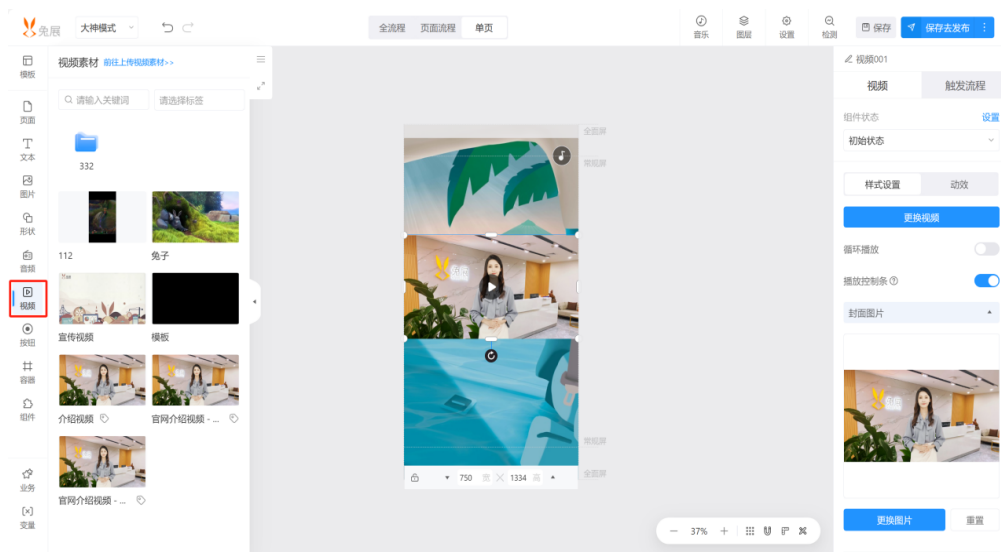 兔展
大神模式
全流程 页面流程 单页
音乐
图层
设置
检测
保存
保存去发布
模板
页面
文本
图片
形状
音频
视频
按钮
容器
组件
业务
变量
视频素材 前往上传视频素材>>
请输入关键词
请选择标签
332
112
兔子
宣传视频
模板
介绍视频
官网介绍视频 - ...
官网介绍视频 - ...
全面屏
常规屏
兔展
常规屏
全面屏
750 宽 1334 高
37%
视频001
视频
触发流程
组件状态
设置
初始状态
样式设置
动效
更换视频
循环播放
播放控制条
封面图片
兔展
更换图片
重置